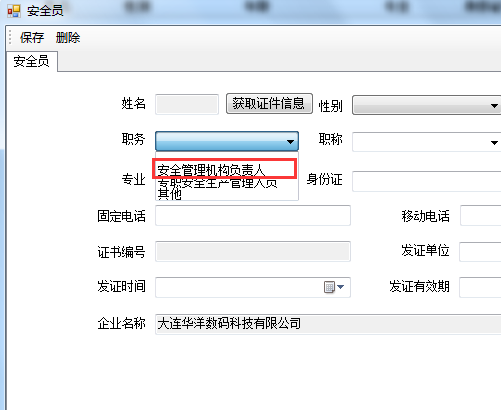 安全员
保存 删除
安全员
姓名 获取证件信息 性别
职务 职称
安全管理机构负责人
专业 专职安全生产管理人员 身份证
其他
固定电话 移动电话
证书编号 发证单位
发证时间 发证有效期
企业名称 大连华洋数码科技有限公司